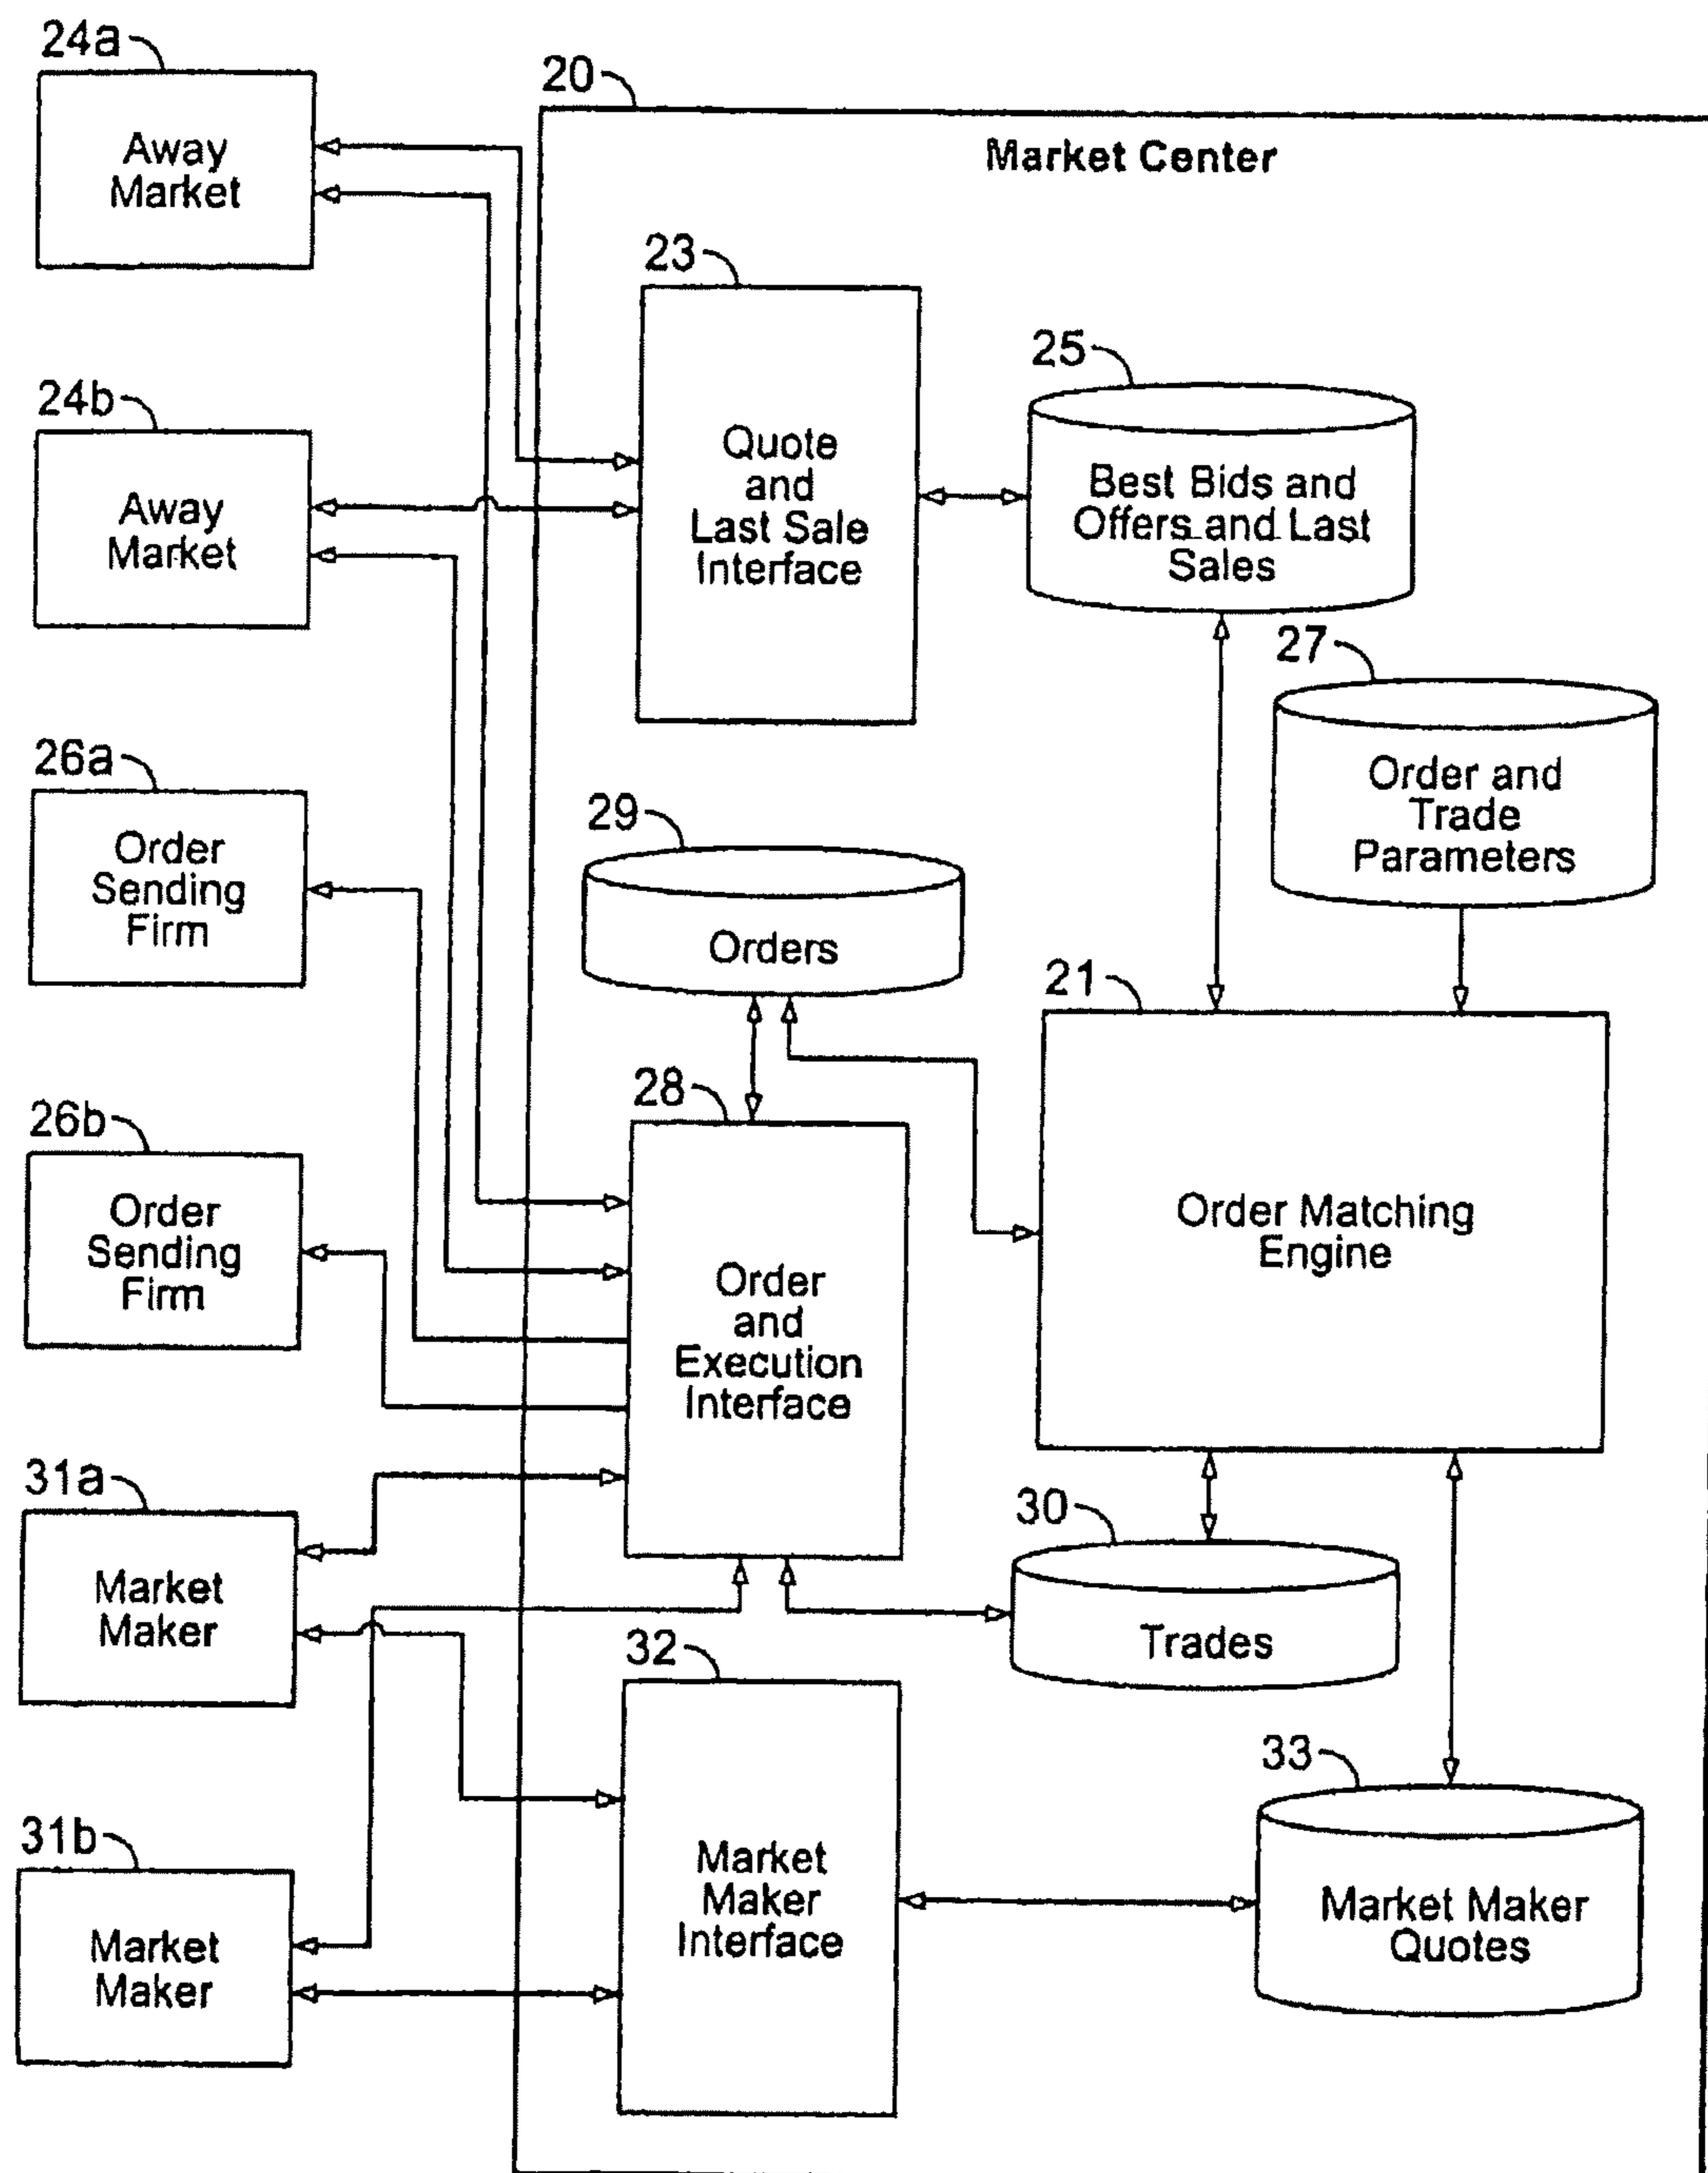 24a
Away
Market
20
Market Center
23
Quote
and
Last Sale
Interface
25
Best Bids and
Offers and Last
Sales
24b
Away
Market
27
Order and
Trade
Parameters
26a
Order
Sending
Firm
29
Orders
21
Order Matching
Engine
26b
Order
Sending
Firm
28
Order
and
Execution
Interface
31a
Market
Maker
30
Trades
32
Market
Maker
Interface
33
Market Maker
Quotes
31b
Market
Maker